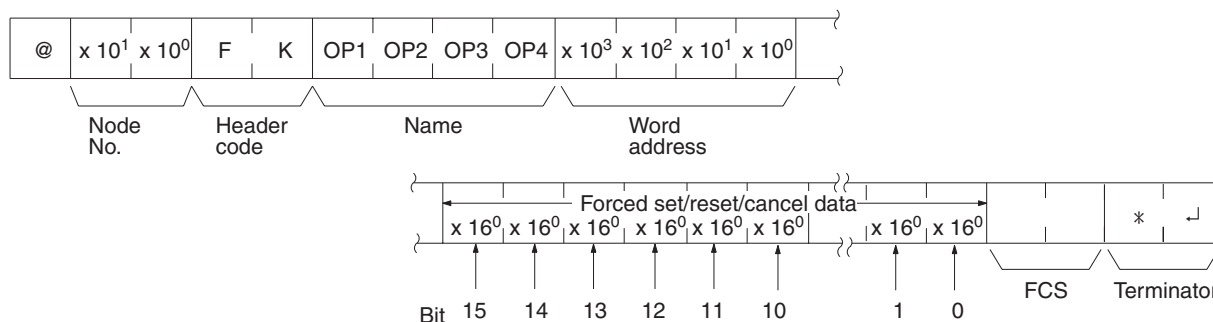 @ x 10¹ x 10⁰ F K OP1 OP2 OP3 OP4 x 10³ x 10² x 10¹ x 10⁰
Node No. Header code Name Word address
Forced set/reset/cancel data
x 16⁰ x 16⁰ x 16⁰ x 16⁰ x 16⁰ x 16⁰ x 16⁰ x 16⁰ * ↵
Bit 15 14 13 12 11 10 1 0 FCS Terminator